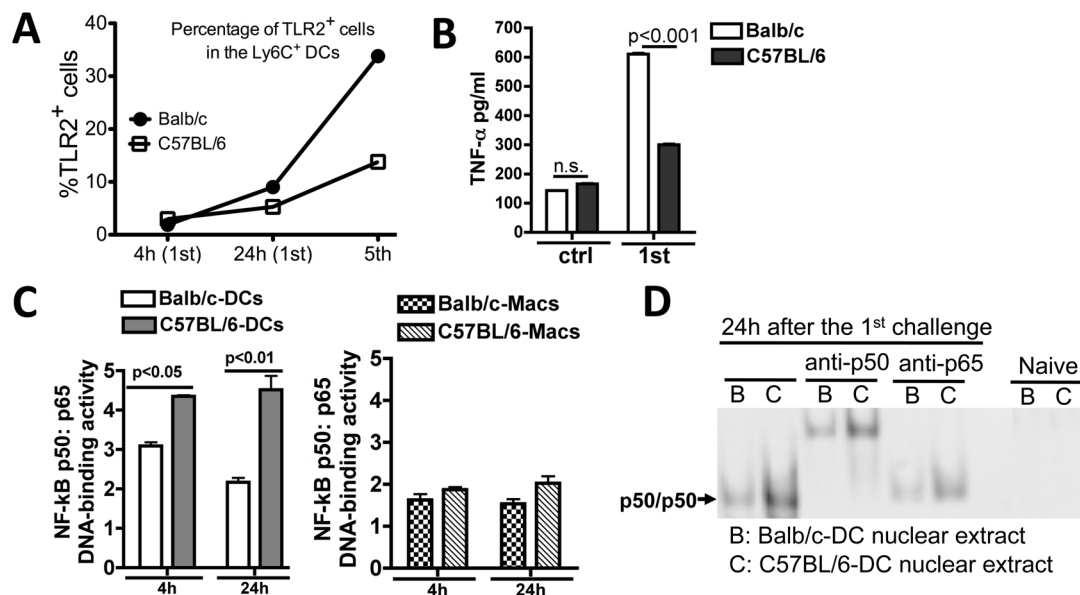 A
Percentage of TLR2+ cells
in the Ly6C+ DCs
%TLR2+ cells
40
30
20
10
0
Balb/c
C57BL/6
4h (1st)
24h (1st)
5th
B
Balb/c
C57BL/6
TNF-α pg/ml
700
600
500
400
300
200
100
0
p<0.001
n.s.
ctrl
1st
C
Balb/c-DCs
C57BL/6-DCs
NF-kB p50: p65
DNA-binding activity
5
4
3
2
1
0
p<0.05
p<0.01
4h
24h
Balb/c-Macs
C57BL/6-Macs
NF-kB p50: p65
DNA-binding activity
5
4
3
2
1
0
4h
24h
D
24h after the 1st challenge
anti-p50
anti-p65
Naive
B C B C B C B C
p50/p50
B: Balb/c-DC nuclear extract
C: C57BL/6-DC nuclear extract